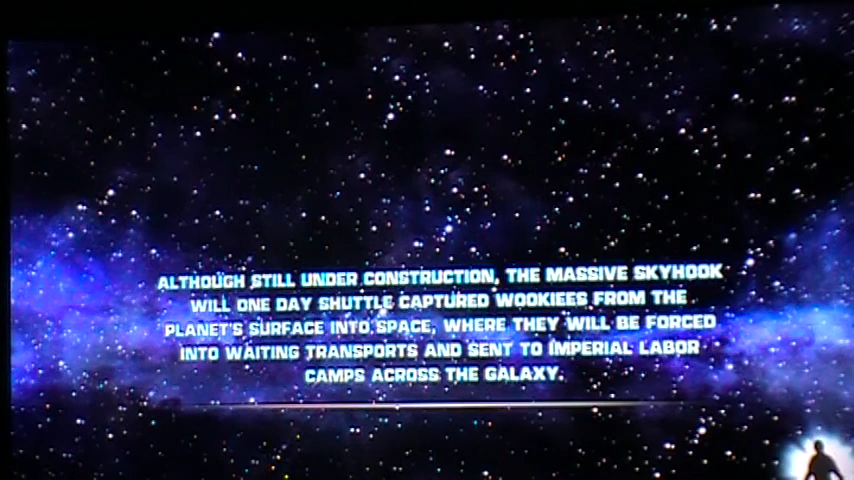 ALTHOUGH STILL UNDER CONSTRUCTION, THE MASSIVE SKYHOOK
WILL ONE DAY SHUTTLE CAPTURED WOOKIEES FROM THE
PLANET'S SURFACE INTO SPACE, WHERE THEY WILL BE FORCED
INTO WAITING TRANSPORTS AND SENT TO IMPERIAL LABOR
CAMPS ACROSS THE GALAXY.